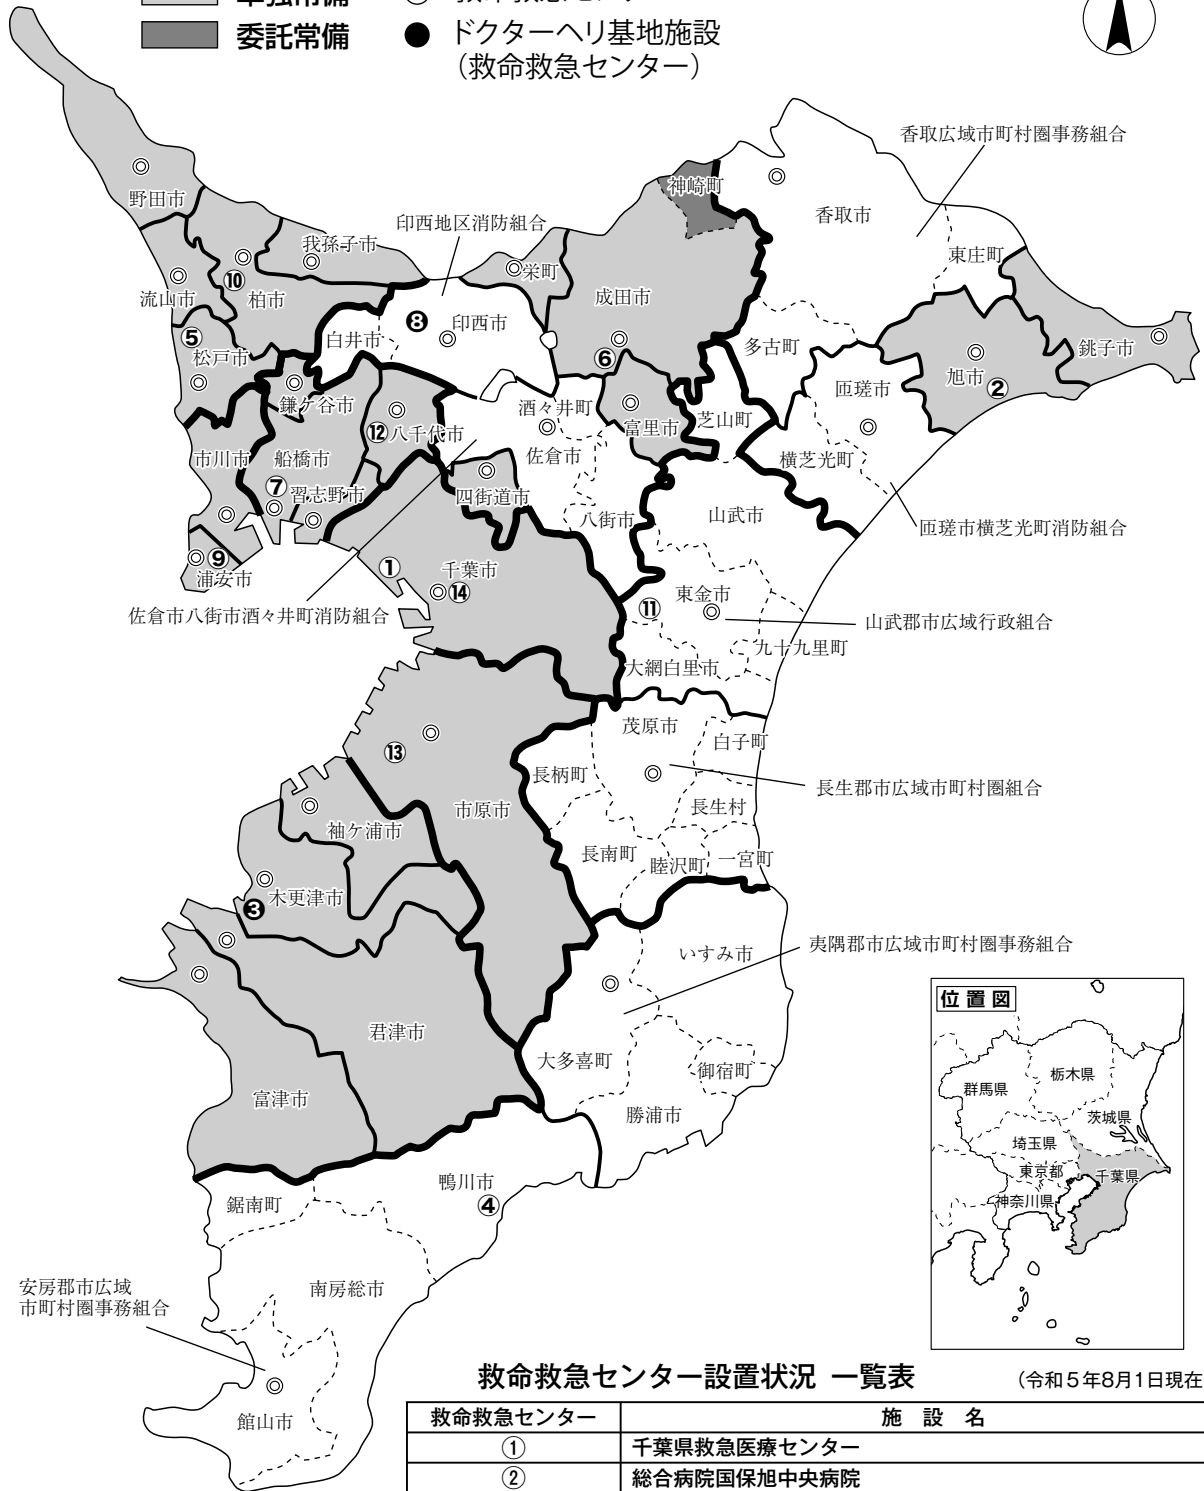 委託常備
ドクターヘリ基地施設
（救命救急センター）
香取広域市町村圏事務組合
神崎町
野田市
香取市
印西地区消防組合
我孫子市
東庄町
栄町
⑩
成田市
流山市
柏市
❽
印西市
⑤
白井市
多古町
銚子市
松戸市
⑥
旭市
②
匝瑳市
鎌ケ谷市
酒々井町
富里市
芝山町
⑫
八千代市
市川市
船橋市
佐倉市
横芝光町
⑦
習志野市
四街道市
八街市
山武市
匝瑳市横芝光町消防組合
⑨
浦安市
①
千葉市
⑭
東金市
佐倉市八街市酒々井町消防組合
⑪
山武郡市広域行政組合
九十九里町
大網白里市
茂原市
白子町
⑬
長柄町
長生郡市広域市町村圏組合
市原市
長生村
袖ケ浦市
長南町
睦沢町
一宮町
木更津市
❸
いすみ市
夷隅郡市広域市町村圏事務組合
位置図
君津市
大多喜町
御宿町
富津市
勝浦市
群馬県
栃木県
茨城県
埼玉県
東京都
千葉県
神奈川県
鴨川市
鋸南町
④
安房郡市広域
市町村圏事務組合
南房総市
館山市
救命救急センター設置状況 一覧表
（令和5年8月1日現在
救命救急センター 施設名
① 千葉県救急医療センター
② 総合病院国保旭中央病院